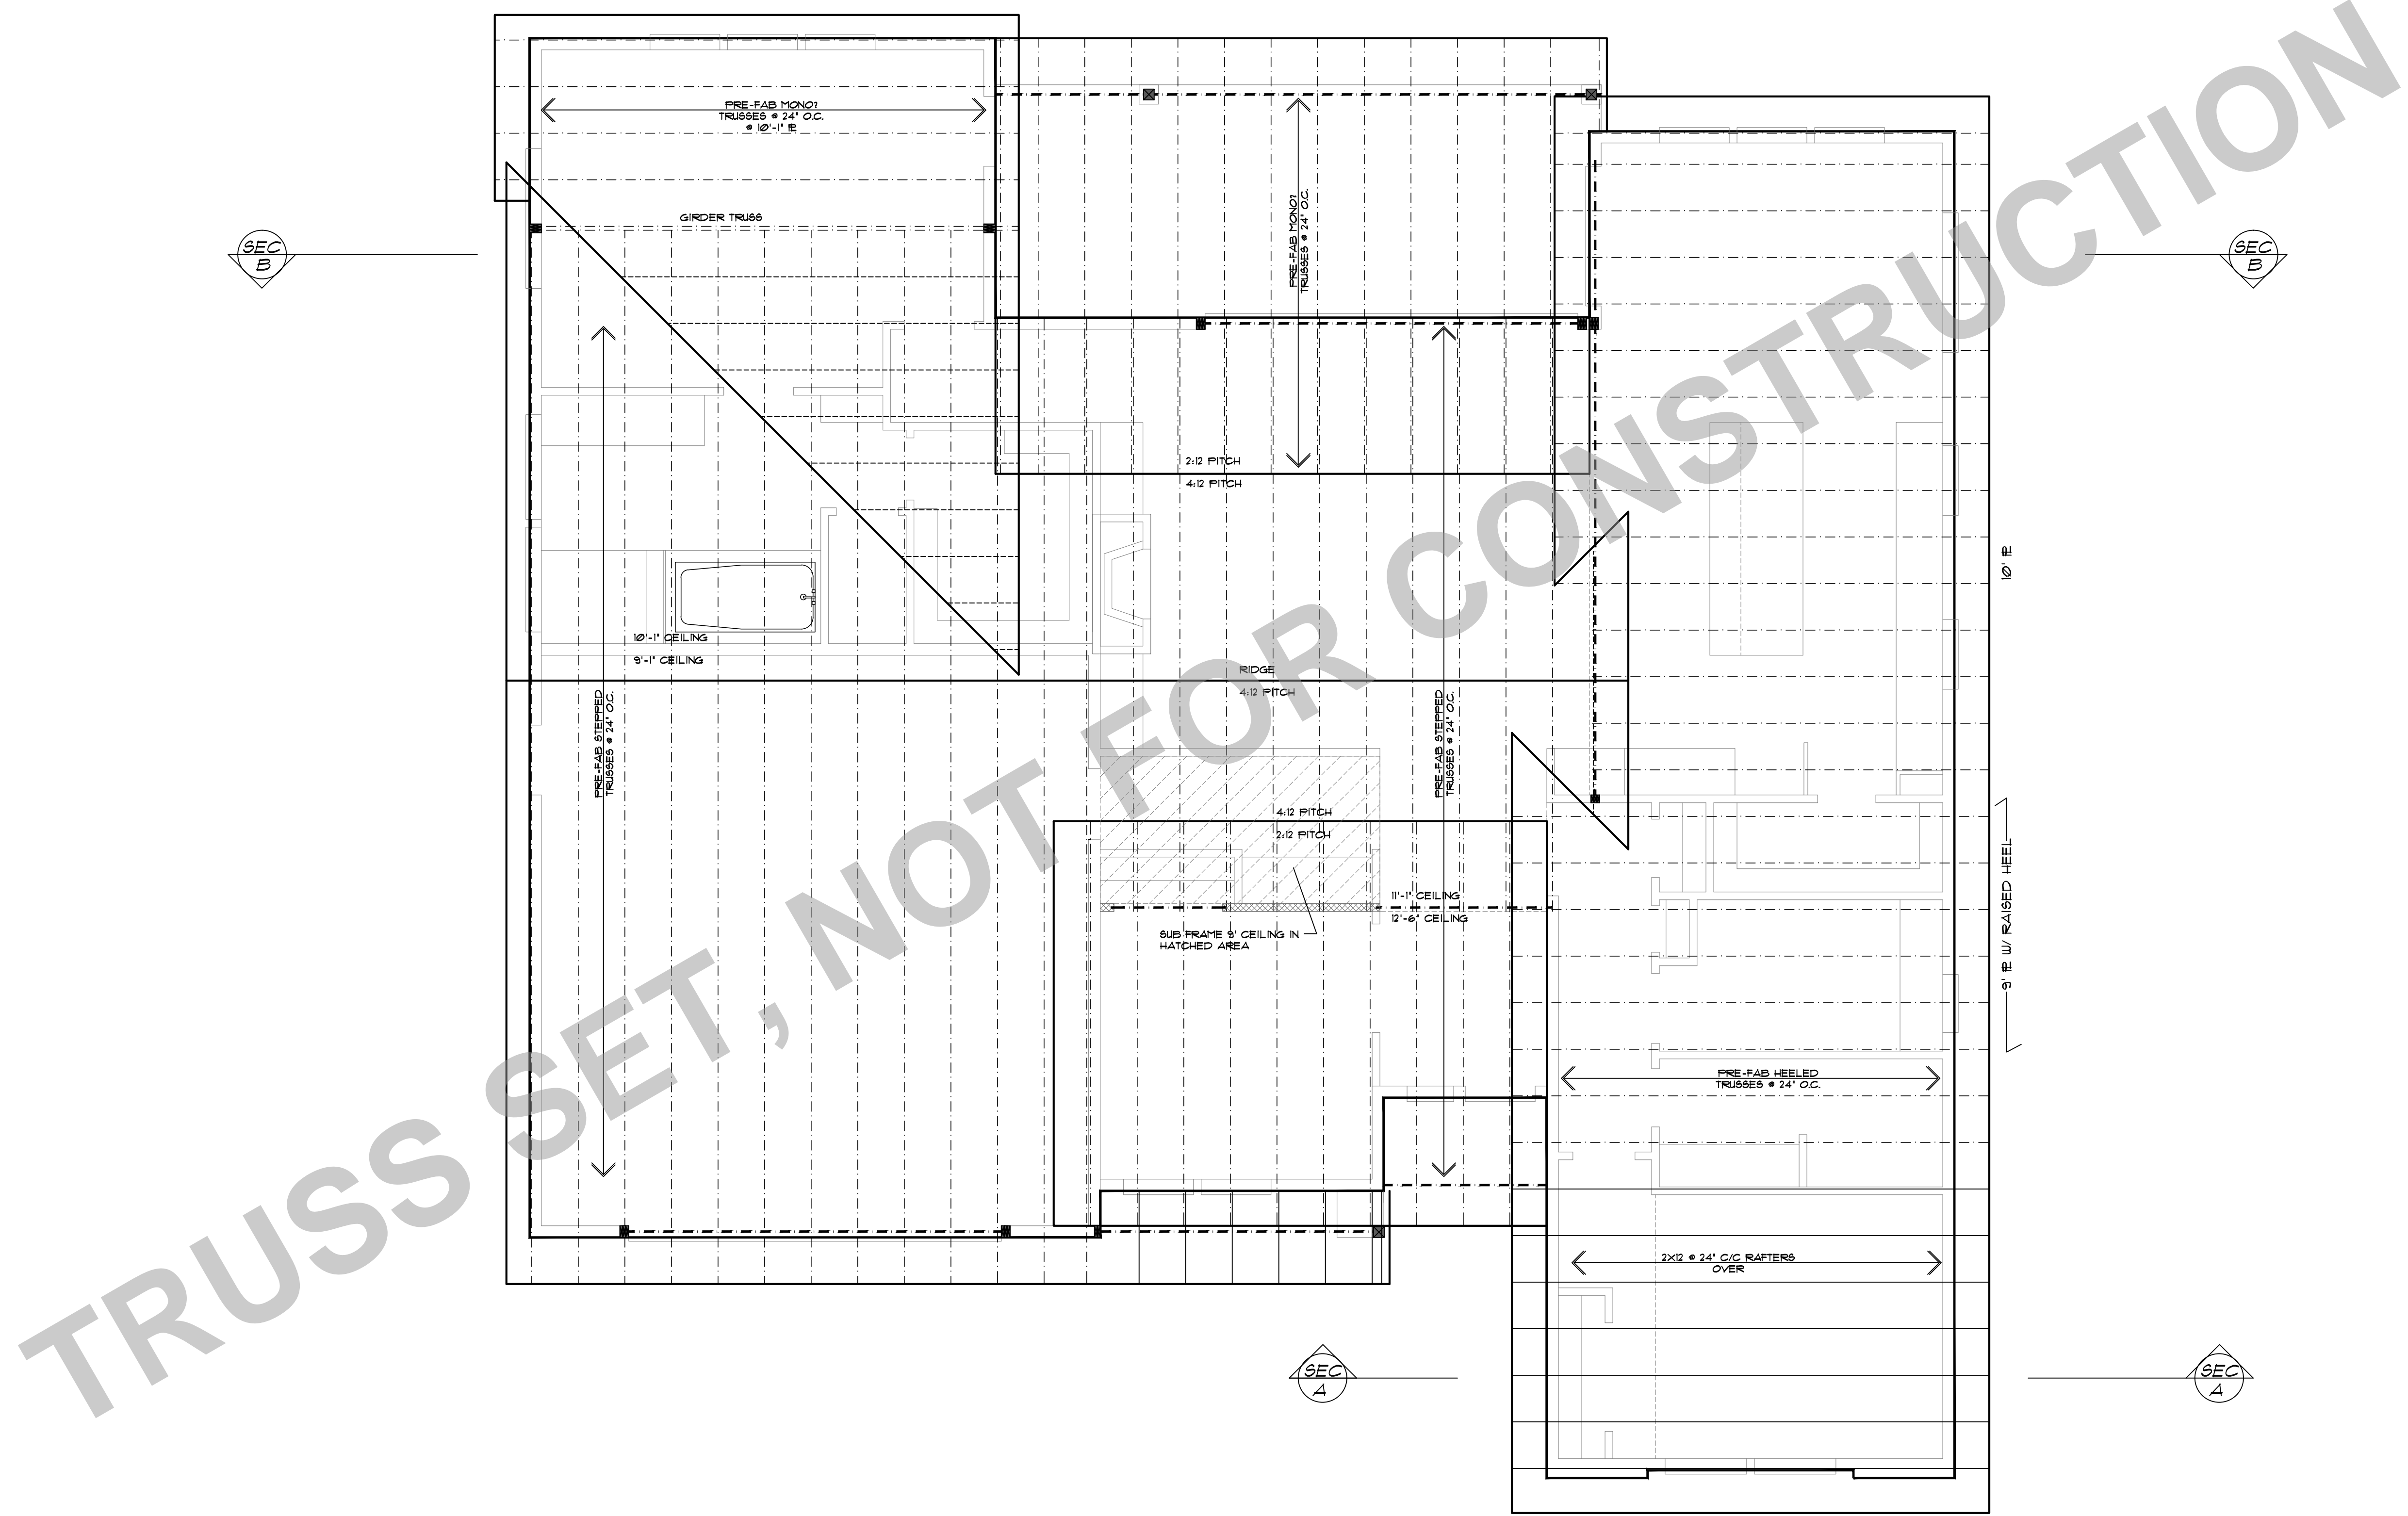 PRE-FAB MONO?
TRUSSES @ 24" O.C.
@ 10'-1" PL
GIRDER TRUSS
SEC
B
SEC
B
PRE-FAB MONO?
TRUSSES @ 24" O.C.
2:12 PITCH
4:12 PITCH
10' PL
10'-1" CEILING
9'-1" CEILING
RIDGE
4:12 PITCH
PRE-FAB STEPPED
TRUSSES @ 24" O.C.
PRE-FAB STEPPED
TRUSSES @ 24" O.C.
4:12 PITCH
2:12 PITCH
11'-1" CEILING
12'-6" CEILING
SUB FRAME 9' CEILING IN
HATCHED AREA
9' PL W/ RAISED HEEL
PRE-FAB HEELED
TRUSSES @ 24" O.C.
2X12 @ 24" C/C RAFTERS
OVER
SEC
A
SEC
A
TRUSS SET, NOT FOR CONSTRUCTION